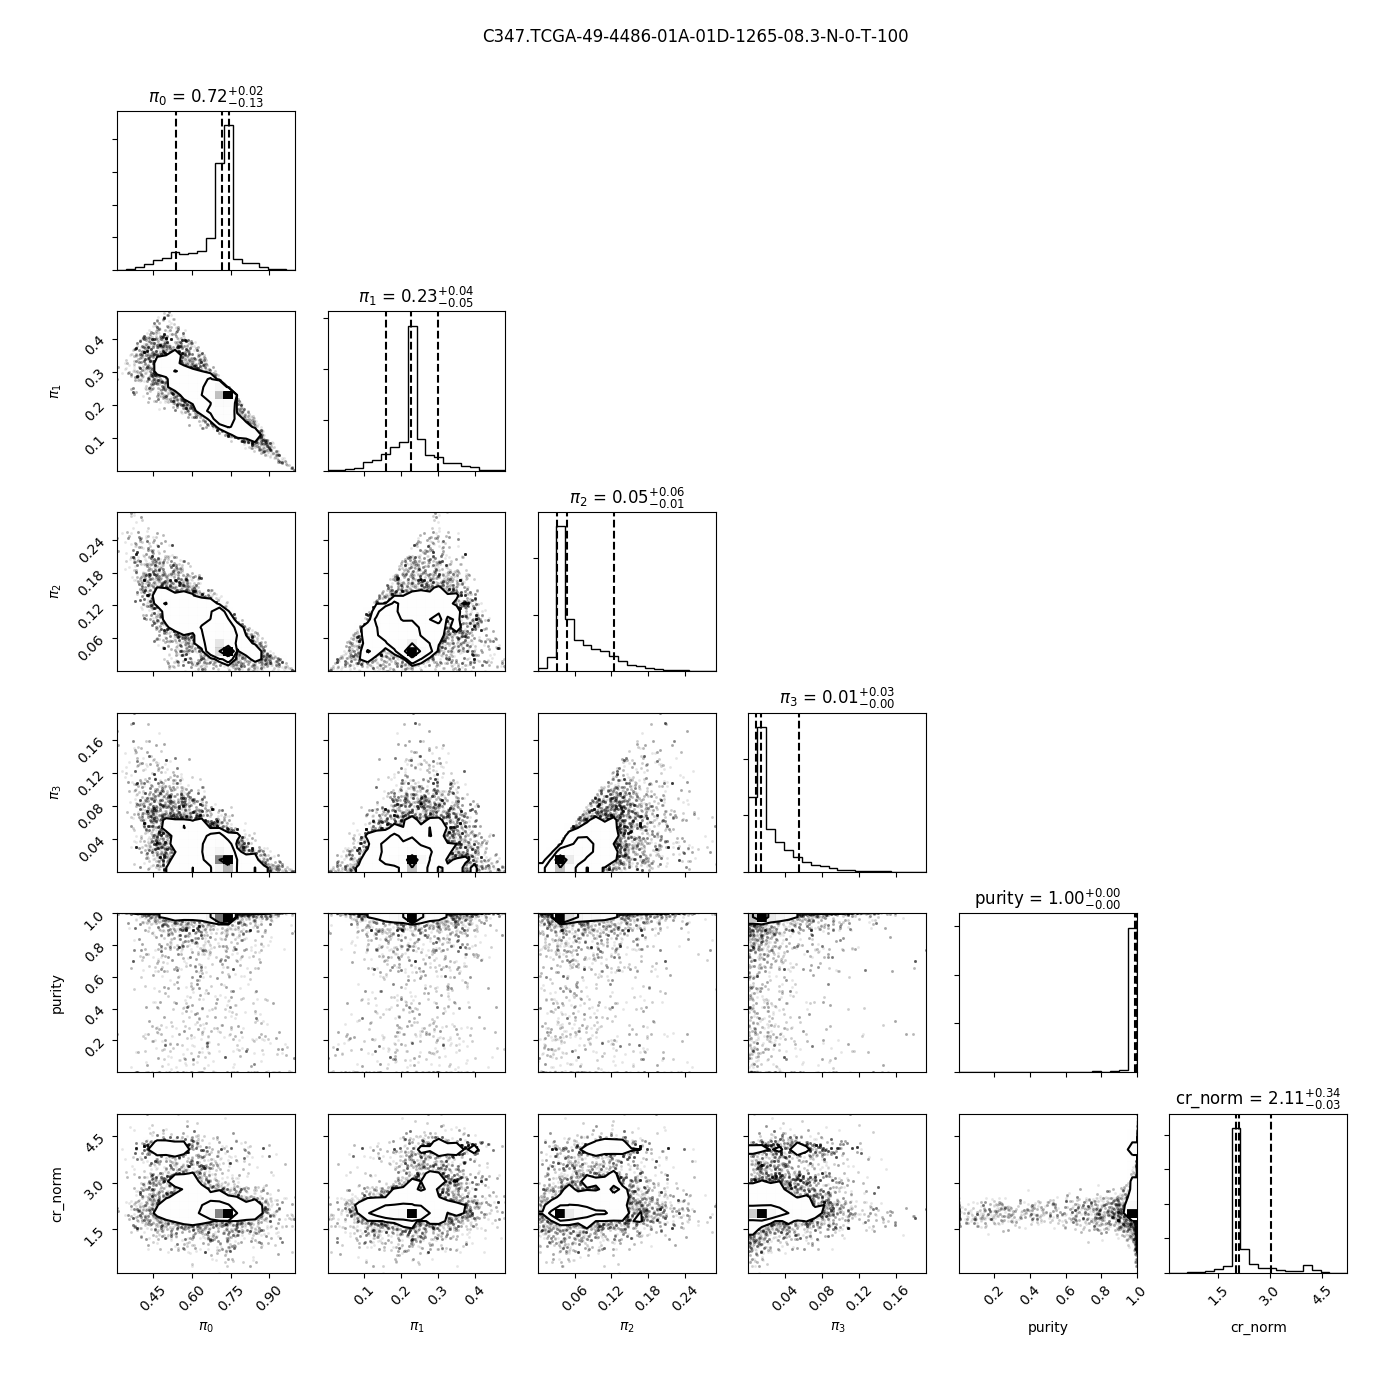 C347.TCGA-49-4486-01A-01D-1265-08.3-N-0-T-100
π₀ = 0.72+0.02 −0.13
π₁ = 0.23+0.04 −0.05
0.4
0.3
0.2
0.1
π₁
π₂ = 0.05+0.06 −0.01
0.24
0.18
0.12
0.06
π₂
π₃ = 0.01+0.03 −0.00
0.16
0.12
0.08
0.04
π₃
purity = 1.00+0.00 −0.00
1.0
0.8
0.6
0.4
0.2
purity
cr_norm = 2.11+0.34 −0.03
4.5
3.0
1.5
cr_norm
0.45 0.60 0.75 0.90 0.1 0.2 0.3 0.4 0.06 0.12 0.18 0.24 0.04 0.08 0.12 0.16 0.2 0.4 0.6 0.8 1.0 1.5 3.0 4.5
π₀ π₁ π₂ π₃ purity cr_norm